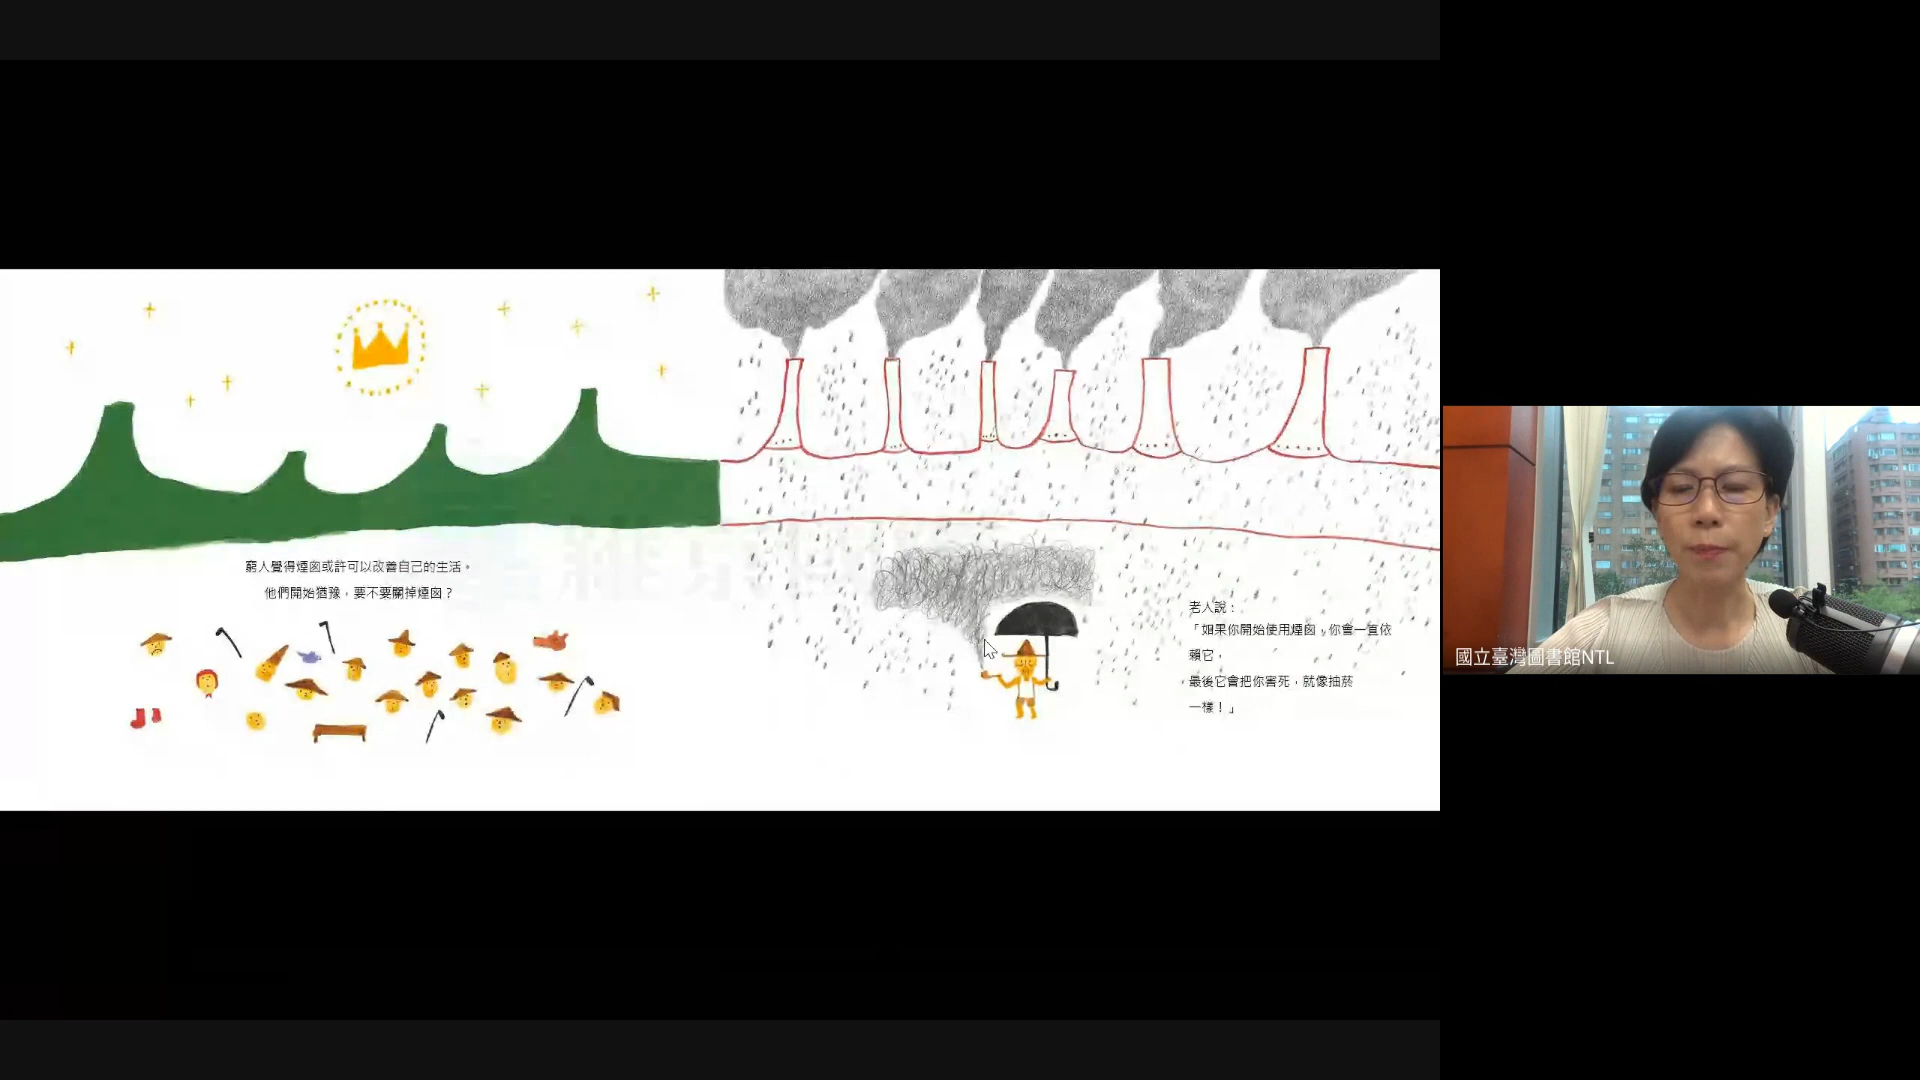 窮人覺得煙囪或許可以改善自己的生活。
他們開始猶豫，要不要關掉煙囪？
老人說：
「如果你開始使用煙囪，你會一直依
賴它，
最後它會把你害死，就像抽菸
一樣！」
國立臺灣圖書館NTL